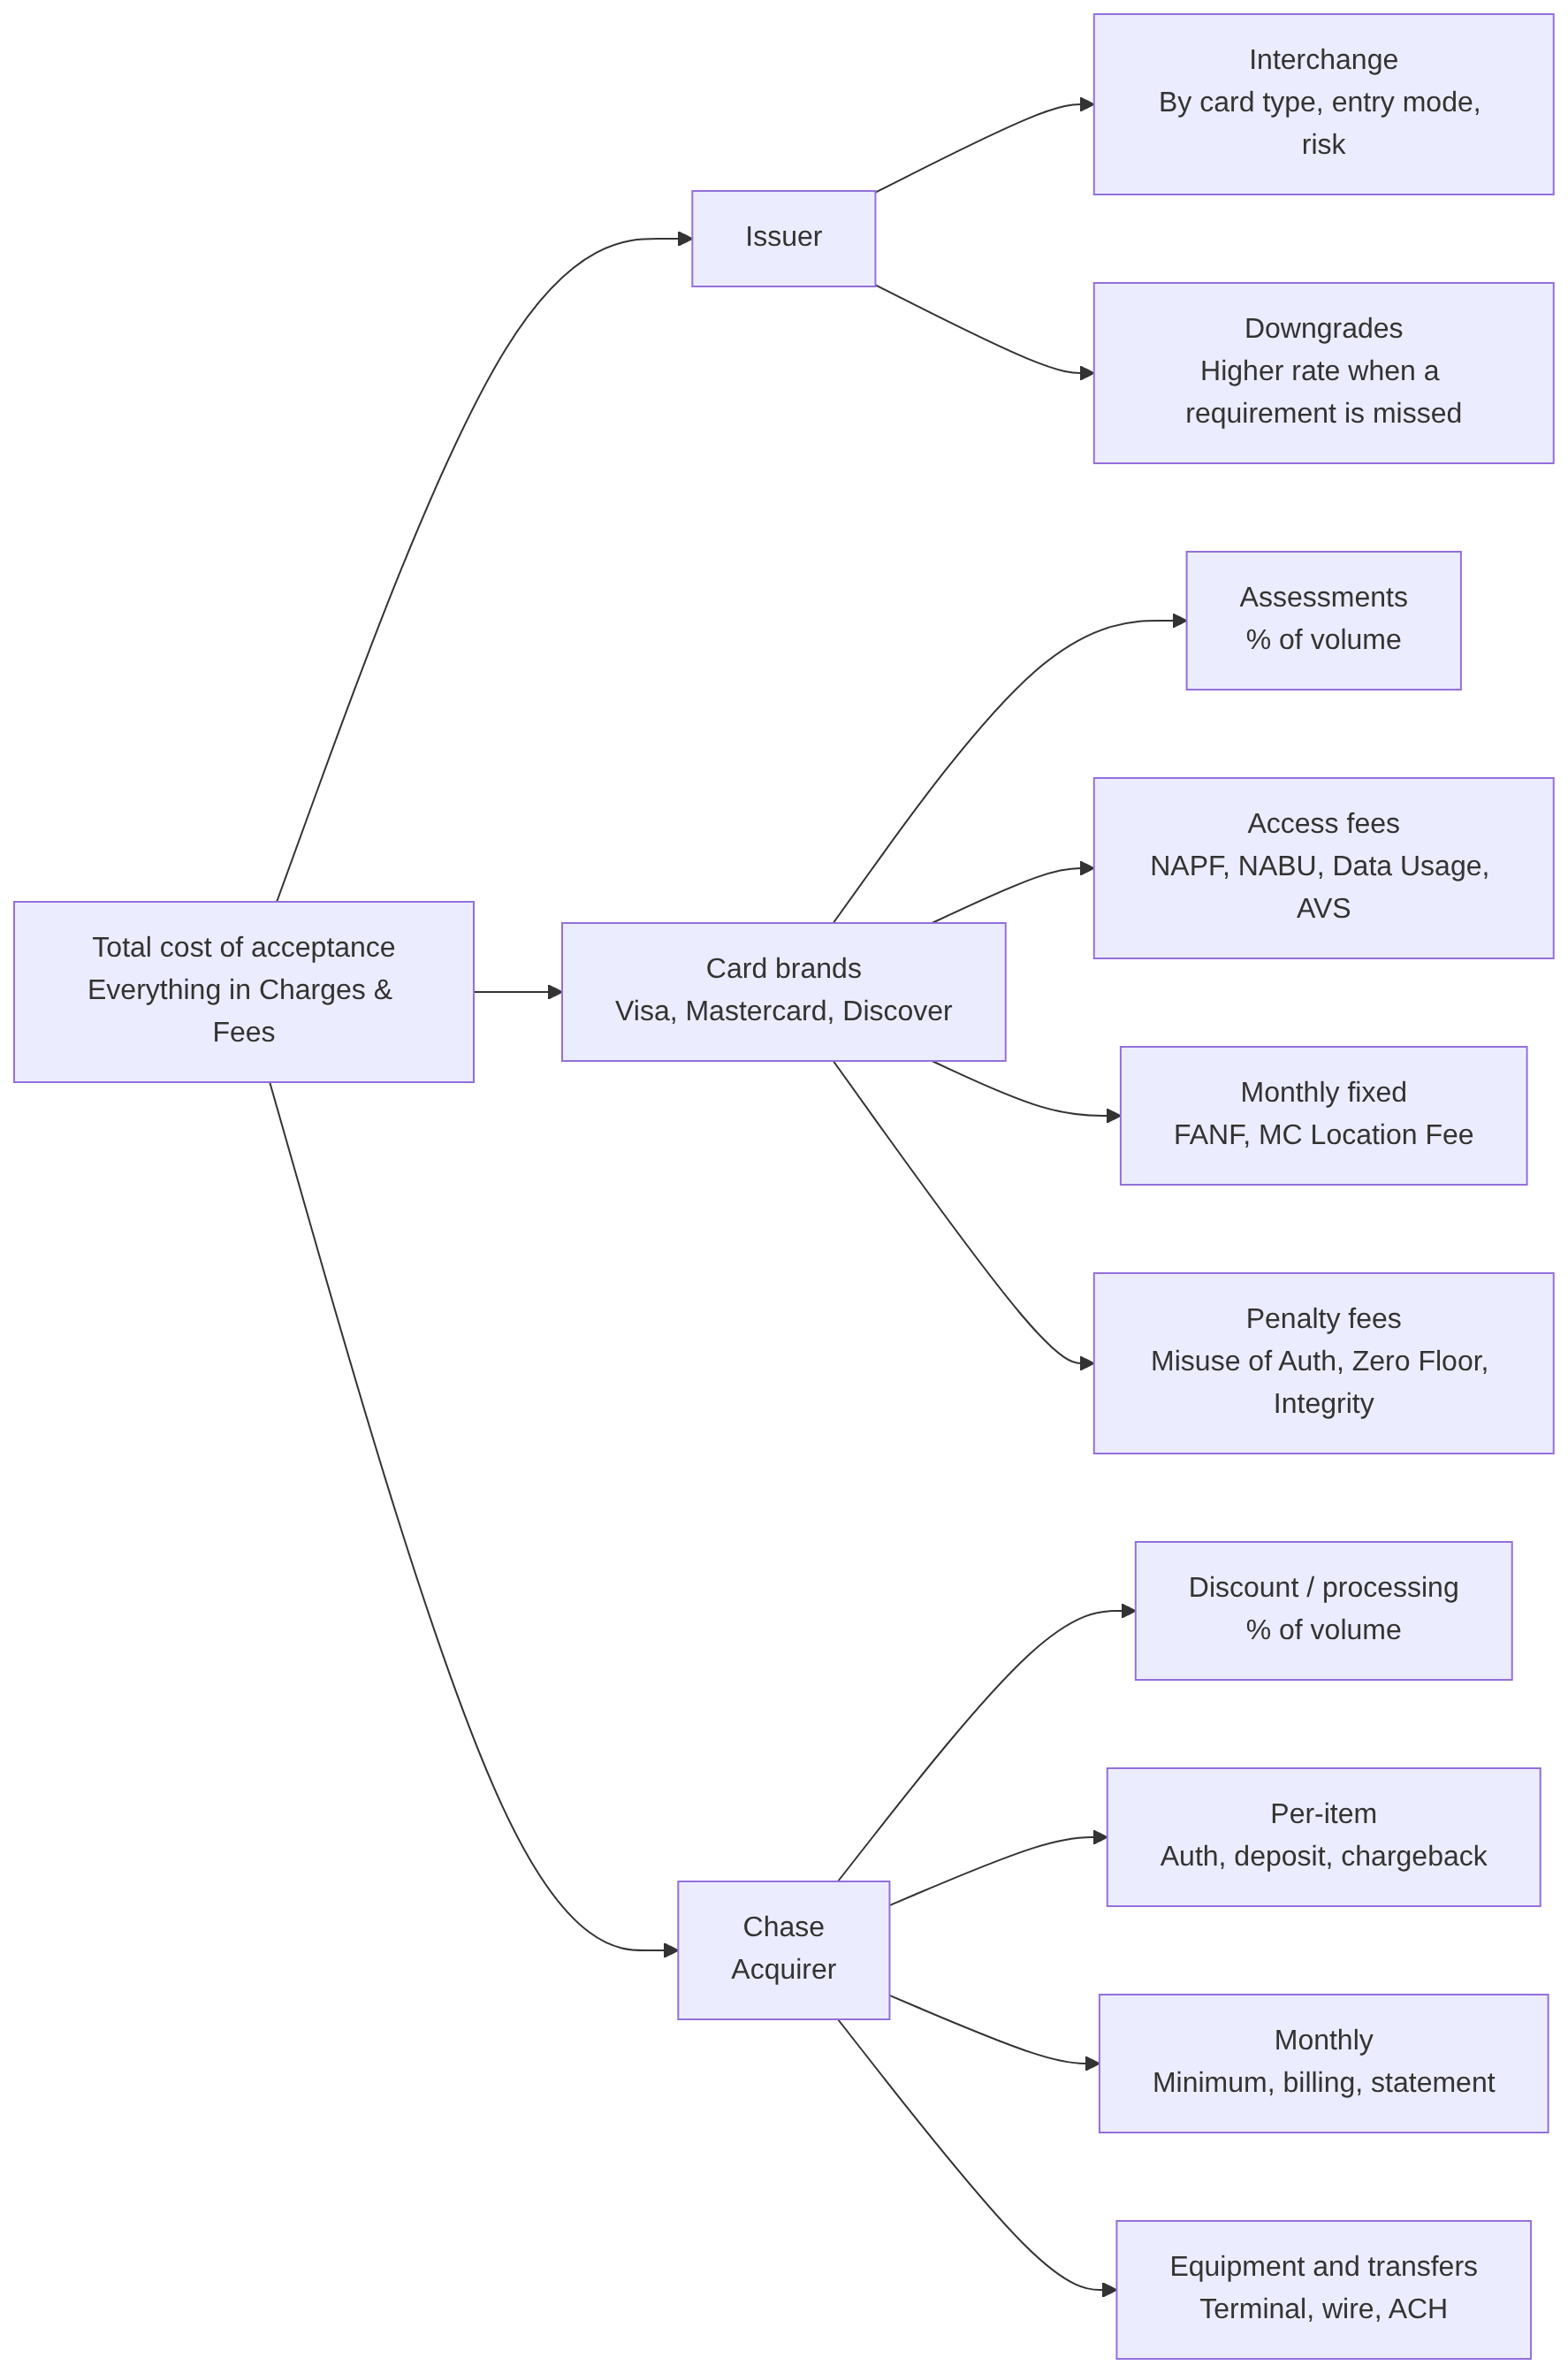 Total cost of acceptance
Everything in Charges &
Fees
Issuer
Interchange
By card type, entry mode,
risk
Downgrades
Higher rate when a
requirement is missed
Card brands
Visa, Mastercard, Discover
Assessments
% of volume
Access fees
NAPF, NABU, Data Usage,
AVS
Monthly fixed
FANF, MC Location Fee
Penalty fees
Misuse of Auth, Zero Floor,
Integrity
Chase
Acquirer
Discount / processing
% of volume
Per-item
Auth, deposit, chargeback
Monthly
Minimum, billing, statement
Equipment and transfers
Terminal, wire, ACH